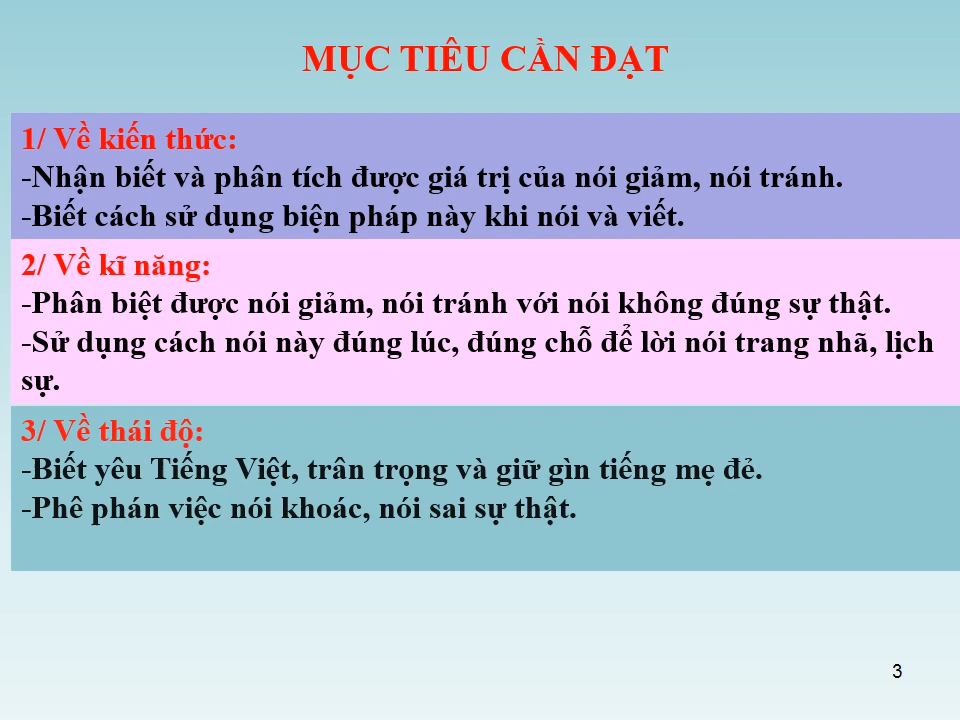 MỤC TIÊU CẦN ĐẠT
1/ Về kiến thức:
-Nhận biết và phân tích được giá trị của nói giảm, nói tránh.
-Biết cách sử dụng biện pháp này khi nói và viết.
2/ Về kĩ năng:
-Phân biệt được nói giảm, nói tránh với nói không đúng sự thật.
-Sử dụng cách nói này đúng lúc, đúng chỗ để lời nói trang nhã, lịch
sự.
3/ Về thái độ:
-Biết yêu Tiếng Việt, trân trọng và giữ gìn tiếng mẹ đẻ.
-Phê phán việc nói khoác, nói sai sự thật.
3